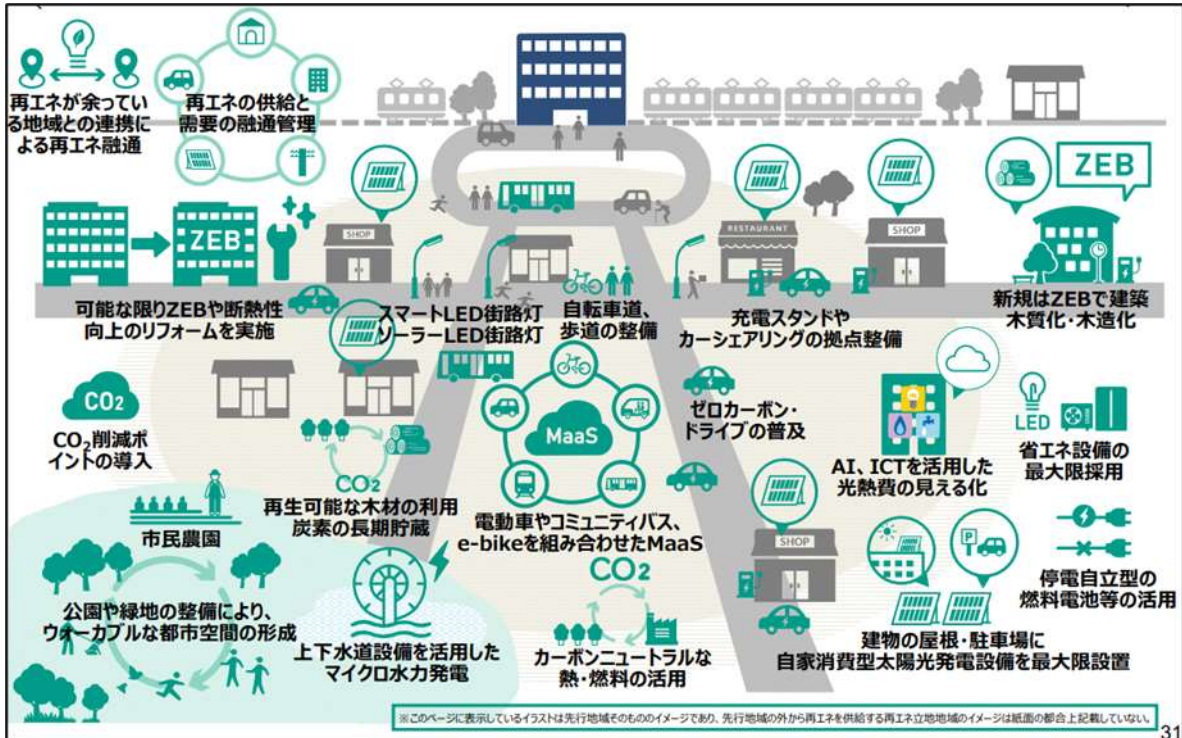 再エネが余ってい
る地域との連携に
よる再エネ融通
再エネの供給と
需要の融通管理
ZEB
ZEB
SHOP
RESTAURANT
SHOP
可能な限りZEBや断熱性
向上のリフォームを実施
スマートLED街路灯
ソーラーLED街路灯
自転車道、
歩道の整備
充電スタンドや
カーシェアリングの拠点整備
新規はZEBで建築
木質化・木造化
CO2
CO2削減ポ
イントの導入
CO2
再生可能な木材の利用
炭素の長期貯蔵
MaaS
電動車やコミュニティバス、
e-bikeを組み合わせたMaaS
ゼロカーボン・
ドライブの普及
AI、ICTを活用した
光熱費の見える化
LED
省エネ設備の
最大限採用
市民農園
公園や緑地の整備により、
ウォーカブルな都市空間の形成
上下水道設備を活用した
マイクロ水力発電
CO2
カーボンニュートラルな
熱・燃料の活用
SHOP
P
建物の屋根・駐車場に
自家消費型太陽光発電設備を最大限設置
停電自立型の
燃料電池等の活用
※このページに表示しているイラストは先行地域そのもののイメージであり、先行地域の外から再エネを供給する再エネ立地地域のイメージは紙面の都合上記載していない。
31